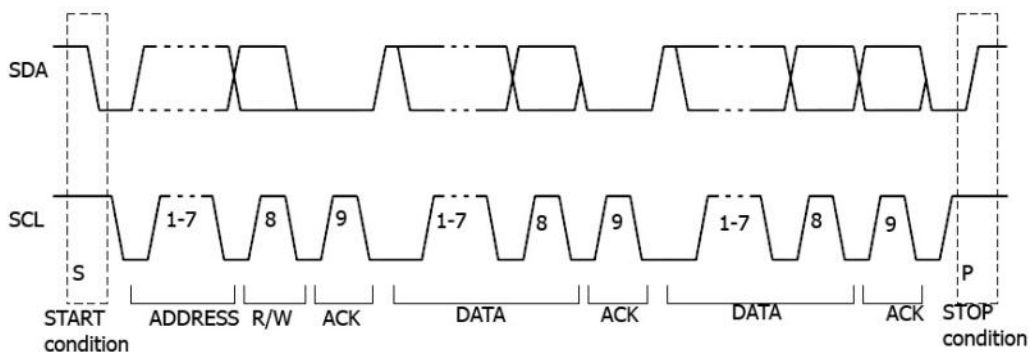 SDA
SCL
1-7 8 9 1-7 8 9 1-7 8 9
S P
START condition
ADDRESS R/W ACK DATA ACK DATA ACK
STOP condition